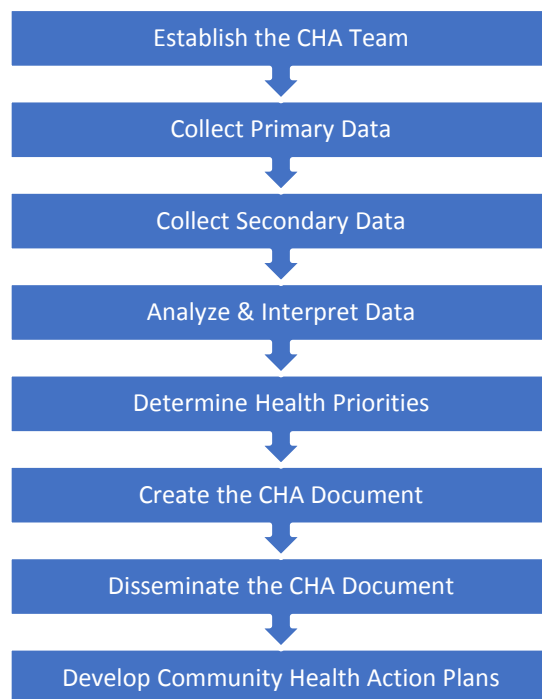 Establish the CHA Team
Collect Primary Data
Collect Secondary Data
Analyze & Interpret Data
Determine Health Priorities
Create the CHA Document
Disseminate the CHA Document
Develop Community Health Action Plans